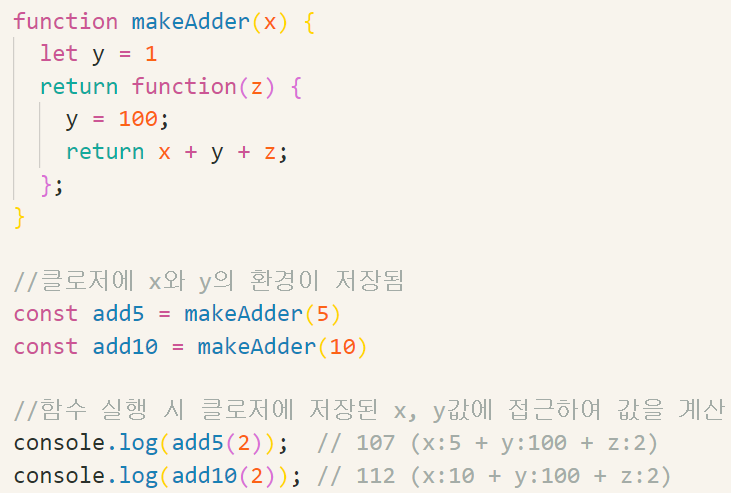 function makeAdder(x) {
  let y = 1
  return function(z) {
    y = 100;
    return x + y + z;
  };
}
//클로저에 x와 y의 환경이 저장됨
const add5 = makeAdder(5)
const add10 = makeAdder(10)
//함수 실행 시 클로저에 저장된 x, y값에 접근하여 값을 계산
console.log(add5(2));  // 107 (x:5 + y:100 + z:2)
console.log(add10(2)); // 112 (x:10 + y:100 + z:2)